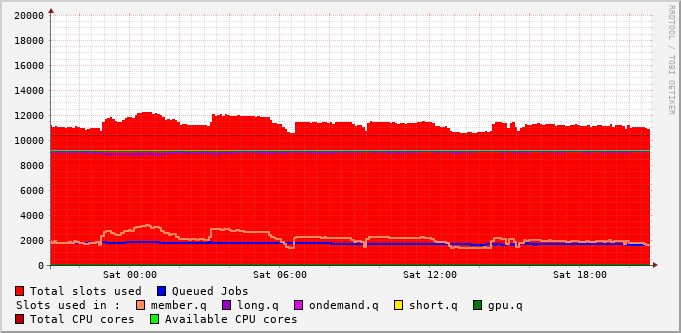 RRDTOOL / TOBI OETIKER
20000
18000
16000
14000
12000
10000
8000
6000
4000
2000
0
Sat 00:00 Sat 06:00 Sat 12:00 Sat 18:00
Total slots used Queued Jobs
Slots used in : member.q long.q ondemand.q short.q gpu.q
Total CPU cores Available CPU cores